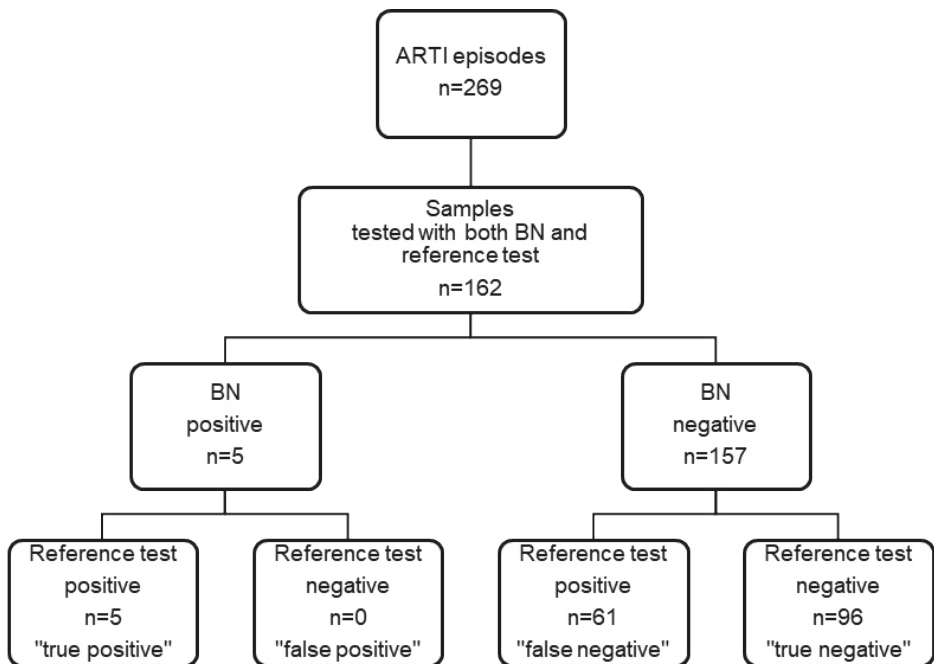 ARTI episodes
n=269
Samples
tested with both BN and
reference test
n=162
BN
positive
n=5
BN
negative
n=157
Reference test
positive
n=5
"true positive"
Reference test
negative
n=0
"false positive"
Reference test
positive
n=61
"false negative"
Reference test
negative
n=96
"true negative"